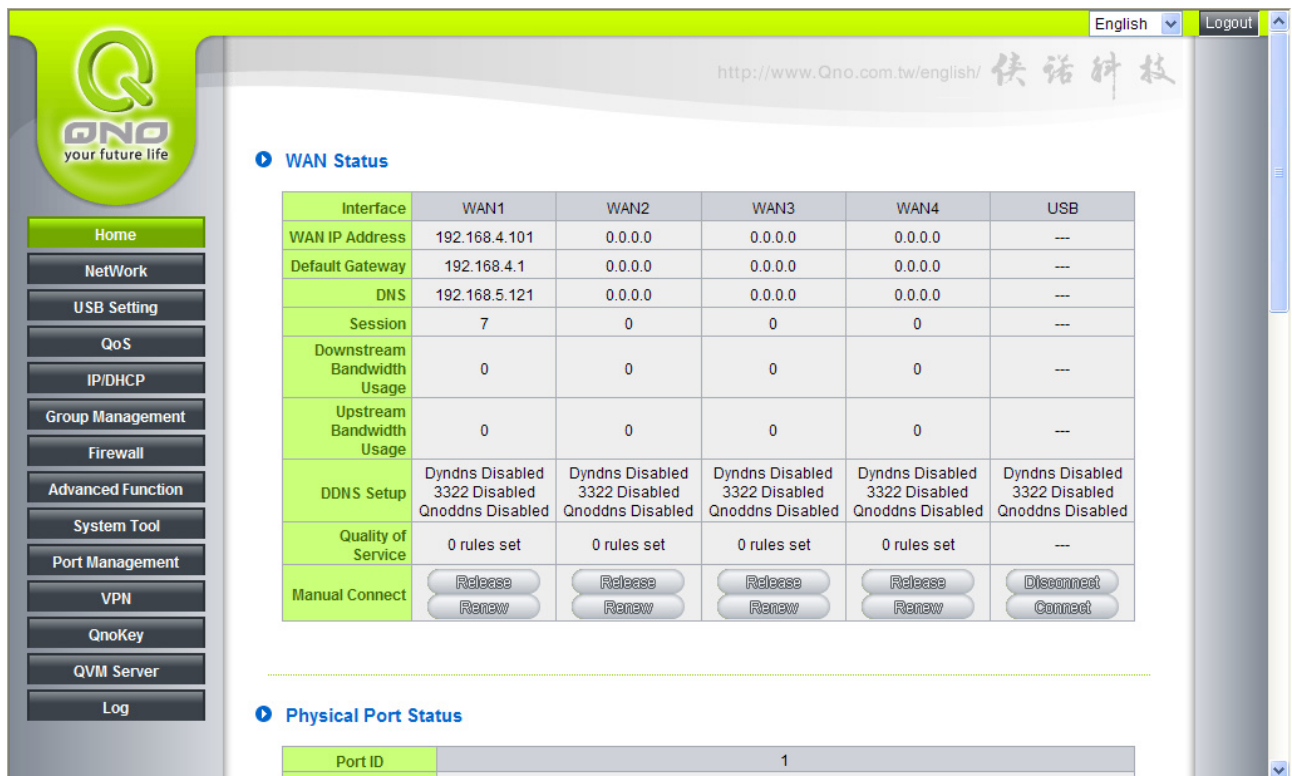 English
Logout
http://www.Qno.com.tw/english/ 侠诺科技
Q
QNO
your future life
Home
NetWork
USB Setting
QoS
IP/DHCP
Group Management
Firewall
Advanced Function
System Tool
Port Management
VPN
QnoKey
QVM Server
Log
WAN Status
Interface WAN1 WAN2 WAN3 WAN4 USB
WAN IP Address 192.168.4.101 0.0.0.0 0.0.0.0 0.0.0.0 ---
Default Gateway 192.168.4.1 0.0.0.0 0.0.0.0 0.0.0.0 ---
DNS 192.168.5.121 0.0.0.0 0.0.0.0 0.0.0.0 ---
Session 7 0 0 0 ---
Downstream
Bandwidth 0 0 0 0 ---
Usage
Upstream
Bandwidth 0 0 0 0 ---
Usage
Dyndns Disabled Dyndns Disabled Dyndns Disabled Dyndns Disabled Dyndns Disabled
DDNS Setup 3322 Disabled 3322 Disabled 3322 Disabled 3322 Disabled 3322 Disabled
Qnoddns Disabled Qnoddns Disabled Qnoddns Disabled Qnoddns Disabled Qnoddns Disabled
Quality of
Service 0 rules set 0 rules set 0 rules set 0 rules set ---
Release Release Release Release Disconnect
Manual Connect
Renew Renew Renew Renew Connect
Physical Port Status
Port ID 1